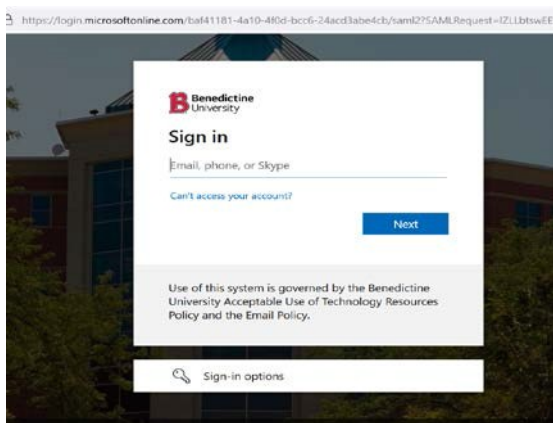 https://login.microsoftonline.com/baf41181-4a10-4f0d-bcc6-24acd3abe4cb/saml2?SAMLRequest=
Benedictine
University
Sign in
Email, phone, or Skype
Can't access your account?
Next
Use of this system is governed by the Benedictine
University Acceptable Use of Technology Resources
Policy and the Email Policy.
Sign-in options